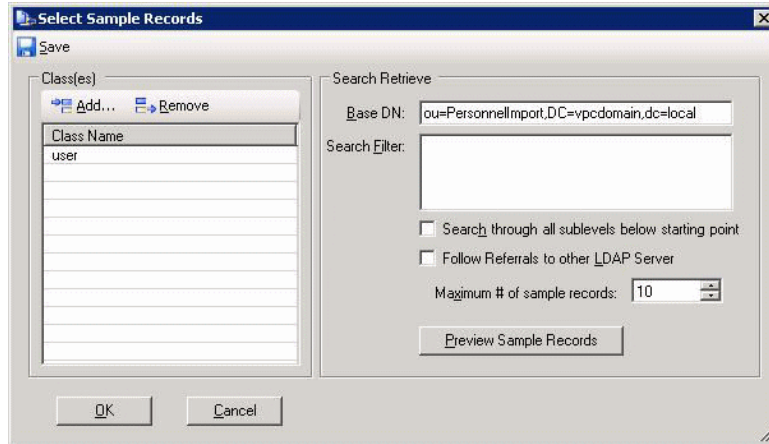 Select Sample Records
Save
Class(es)
Add... Remove
Class Name
user
Search Retrieve
Base DN: ou=PersonnelImport,DC=vpcdomain,dc=local
Search Filter:
Search through all sublevels below starting point
Follow Referrals to other LDAP Server
Maximum # of sample records: 10
Preview Sample Records
OK Cancel